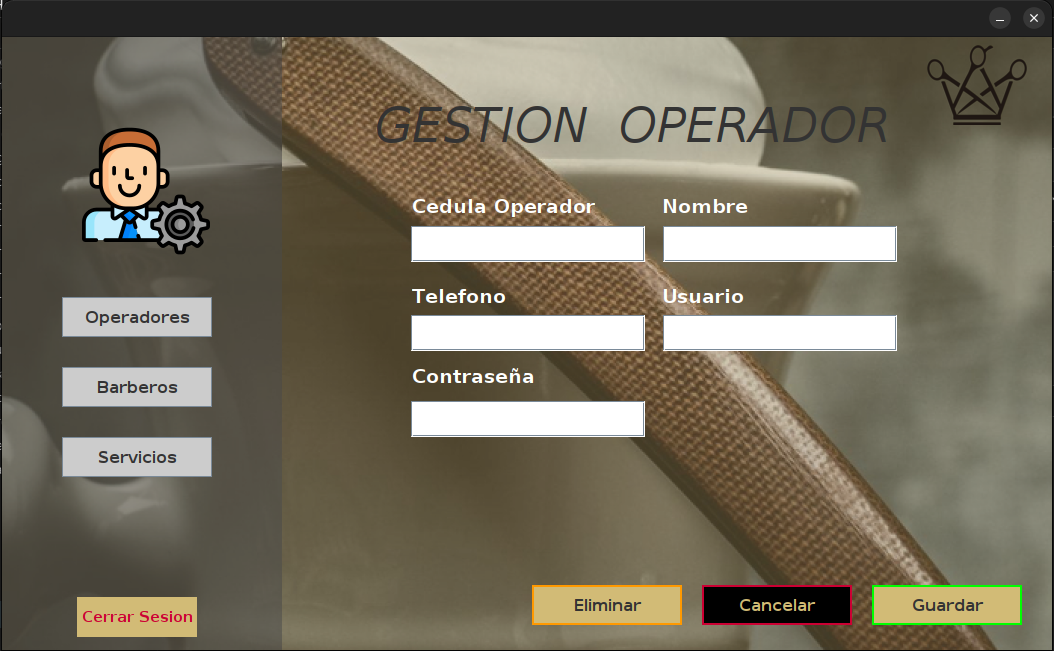 GESTION OPERADOR
Cedula Operador
Nombre
Telefono
Usuario
Contraseña
Operadores
Barberos
Servicios
Cerrar Sesion
Eliminar
Cancelar
Guardar